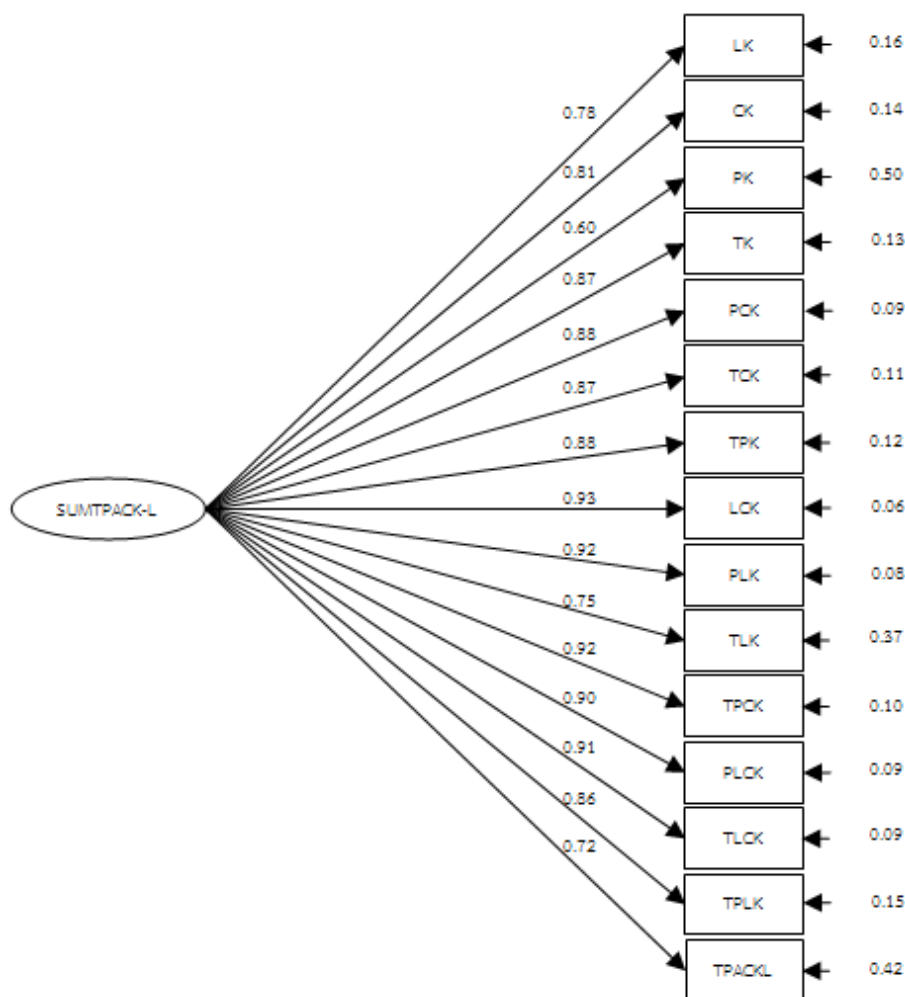 LK 0.16
0.78
CK 0.14
0.81
PK 0.50
0.60
TK 0.13
0.87
PCK 0.09
0.88
TCK 0.11
0.87
TPK 0.12
0.88
SUMTPACK-L
0.93
LCK 0.06
0.92
PLK 0.08
0.75
TLK 0.37
0.92
TPCK 0.10
0.90
PLCK 0.09
0.91
TLCK 0.09
0.86
TPLK 0.15
0.72
TPACKL 0.42